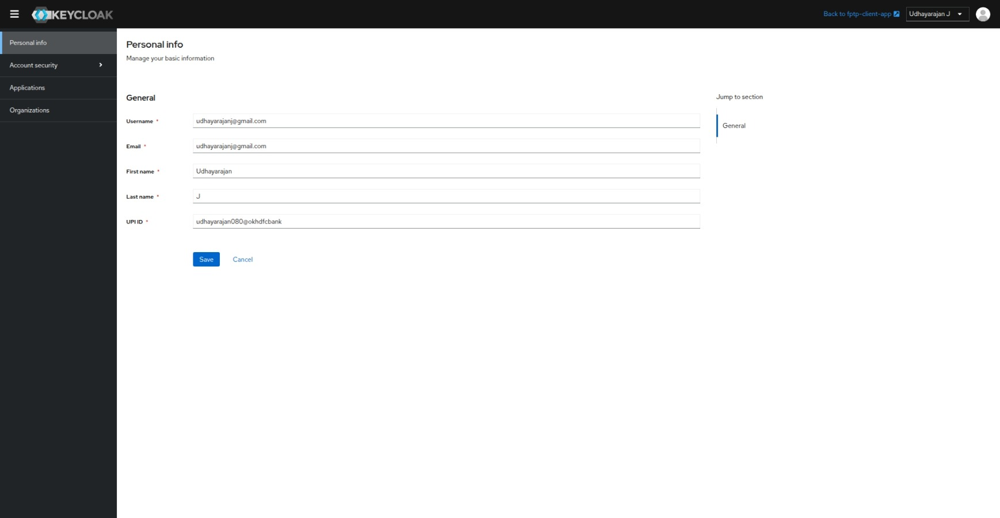 KEYCLOAK
Back to fptp-client-app
Udhayarajan J
Personal info
Account security
Applications
Organizations
Personal info
Manage your basic information
General
Username *
udhayarajanj@gmail.com
Email *
udhayarajanj@gmail.com
First name *
Udhayarajan
Last name *
J
UPI ID *
udhayarajan080@okhdfcbank
Save
Cancel
Jump to section
General